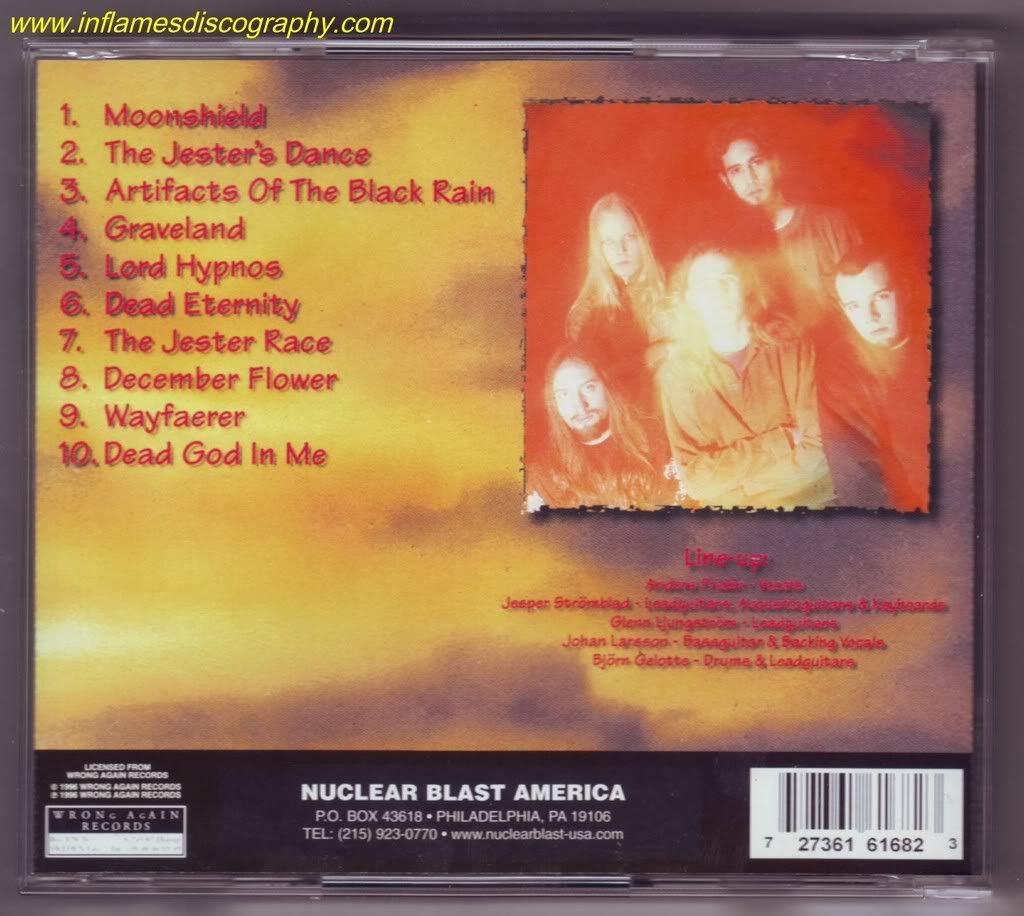 www.inflamesdiscography.com
1. Moonshield
2. The Jester's Dance
3. Artifacts Of The Black Rain
4. Graveland
5. Lord Hypnos
6. Dead Eternity
7. The Jester Race
8. December Flower
9. Wayfaerer
10. Dead God In Me
Line-up:
Anders Fridén - Vocals
Jesper Strömblad - Leadguitars, Acousticguitars & Keyboards
Glenn Ljungström - Leadguitars
Johan Larsson - Bassguitar & Backing Vocals
Björn Gelotte - Drums & Leadguitars
LICENSED FROM
WRONG AGAIN RECORDS
© 1996 WRONG AGAIN RECORDS
℗ 1996 WRONG AGAIN RECORDS
WRONG AGAIN
RECORDS
NUCLEAR BLAST AMERICA
P.O. BOX 43618 • PHILADELPHIA, PA 19106
TEL: (215) 923-0770 • www.nuclearblast-usa.com
7 27361 61682 3